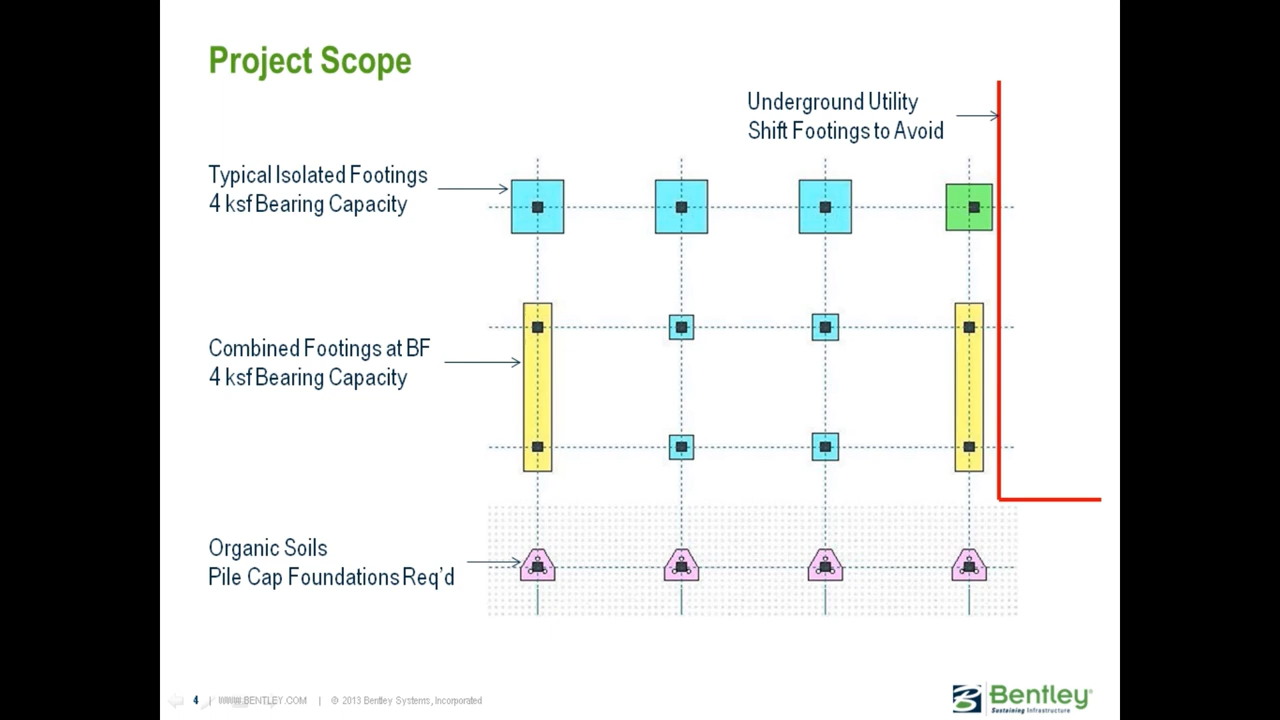 Project Scope
Underground Utility
Shift Footings to Avoid
Typical Isolated Footings
4 ksf Bearing Capacity
Combined Footings at BF
4 ksf Bearing Capacity
Organic Soils
Pile Cap Foundations Req'd
4 | WWW.BENTLEY.COM | © 2013 Bentley Systems, Incorporated
Bentley®
Sustaining Infrastructure